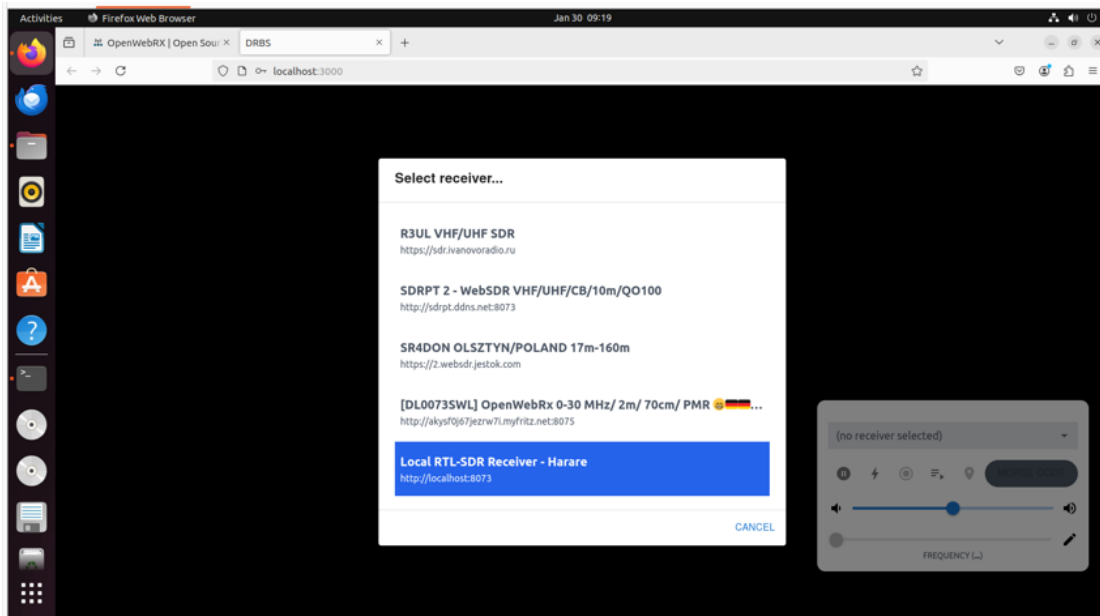 Activities
Firefox Web Browser
Jan 30 09:19
OpenWebRX | Open Sour
DRBS
localhost:3000
Select receiver...
R3UL VHF/UHF SDR
https://sdr.ivanovoradio.ru
SDRPT 2 - WebSDR VHF/UHF/CB/10m/QO100
http://sdrpt.ddns.net:8073
SR4DON OLSZTYN/POLAND 17m-160m
https://2.websdr.jestok.com
[DL0073SWL] OpenWebRx 0-30 MHz/ 2m/ 70cm/ PMR 😀🇩🇪...
http://akysf0j67jezrw7i.myfritz.net:8075
Local RTL-SDR Receiver - Harare
http://localhost:8073
CANCEL
(no receiver selected)
MORSE CODE
FREQUENCY (...)